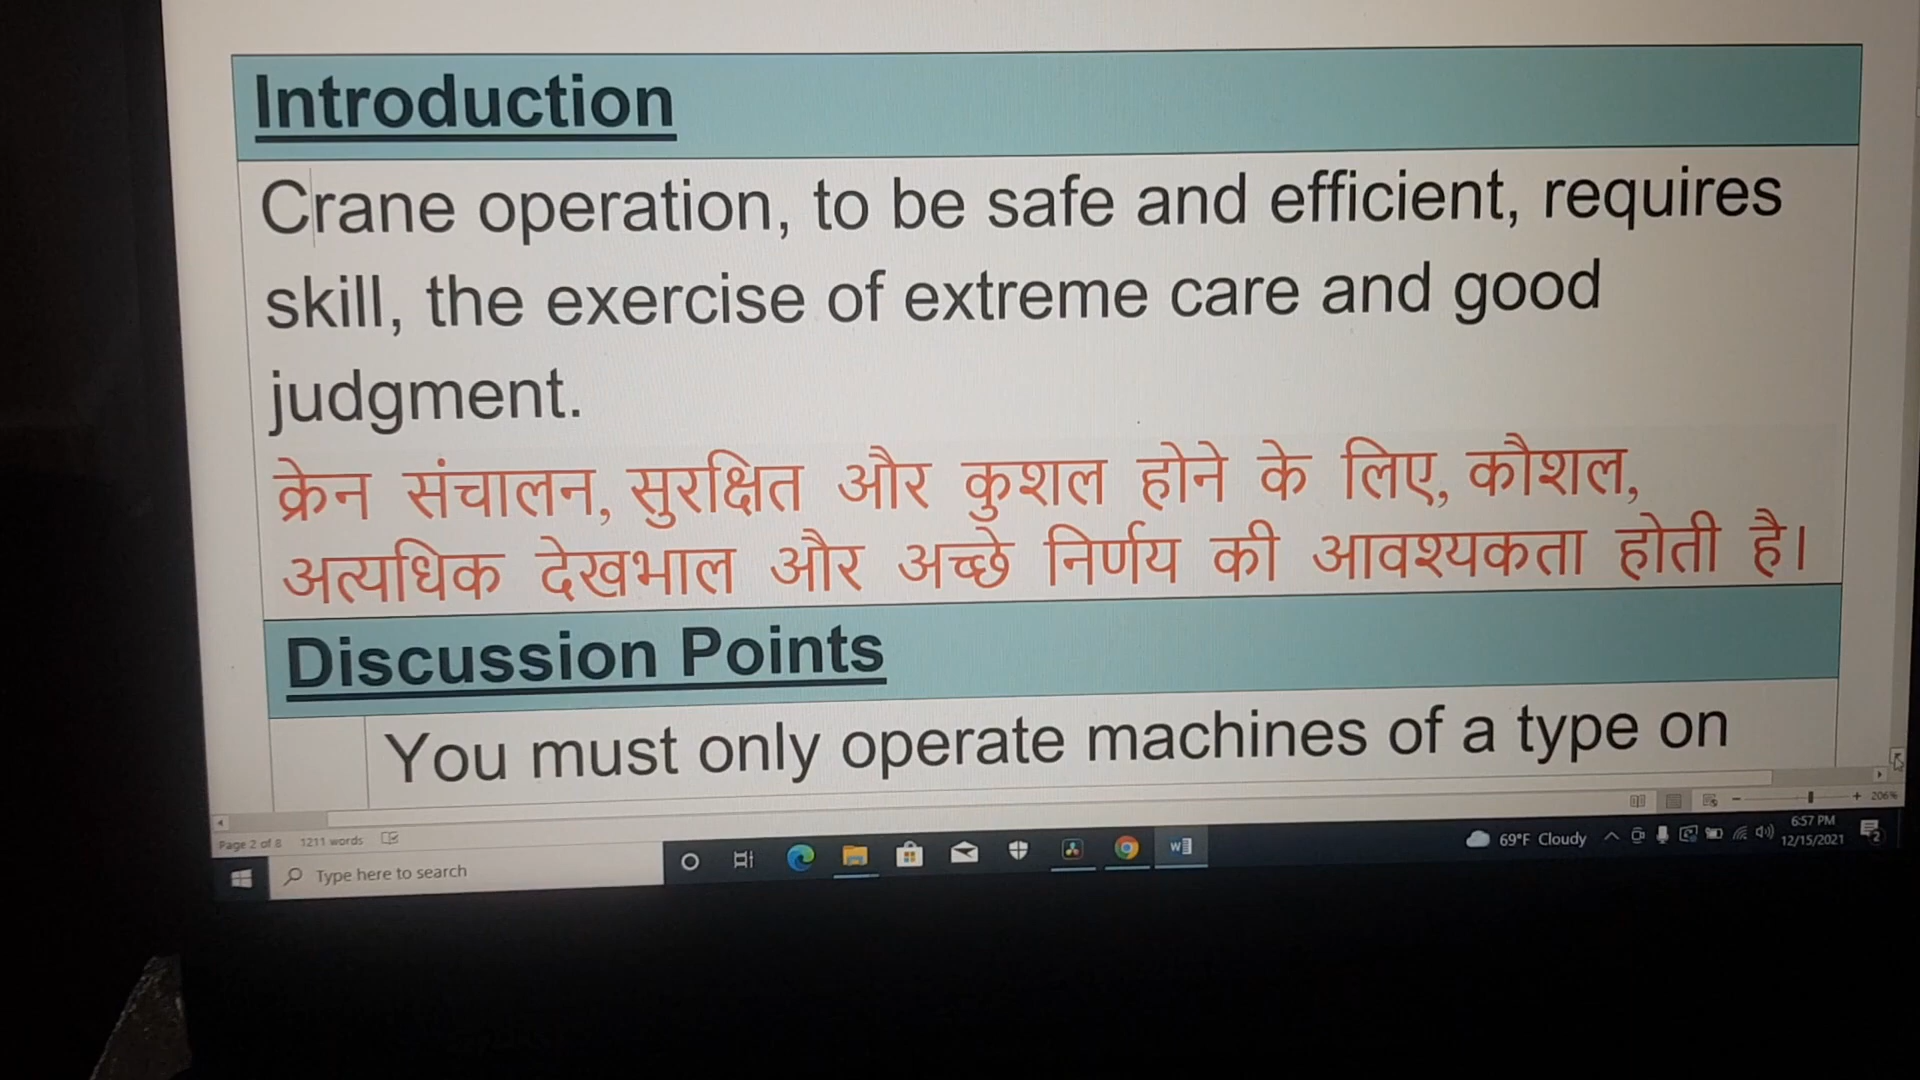 Introduction
Crane operation, to be safe and efficient, requires
skill, the exercise of extreme care and good
judgment.
क्रेन संचालन, सुरक्षित और कुशल होने के लिए, कौशल,
अत्यधिक देखभाल और अच्छे निर्णय की आवश्यकता होती है।
Discussion Points
You must only operate machines of a type on
Page 2 of 8 1211 words
206%
Type here to search
69°F Cloudy
6:57 PM
12/15/2021
2